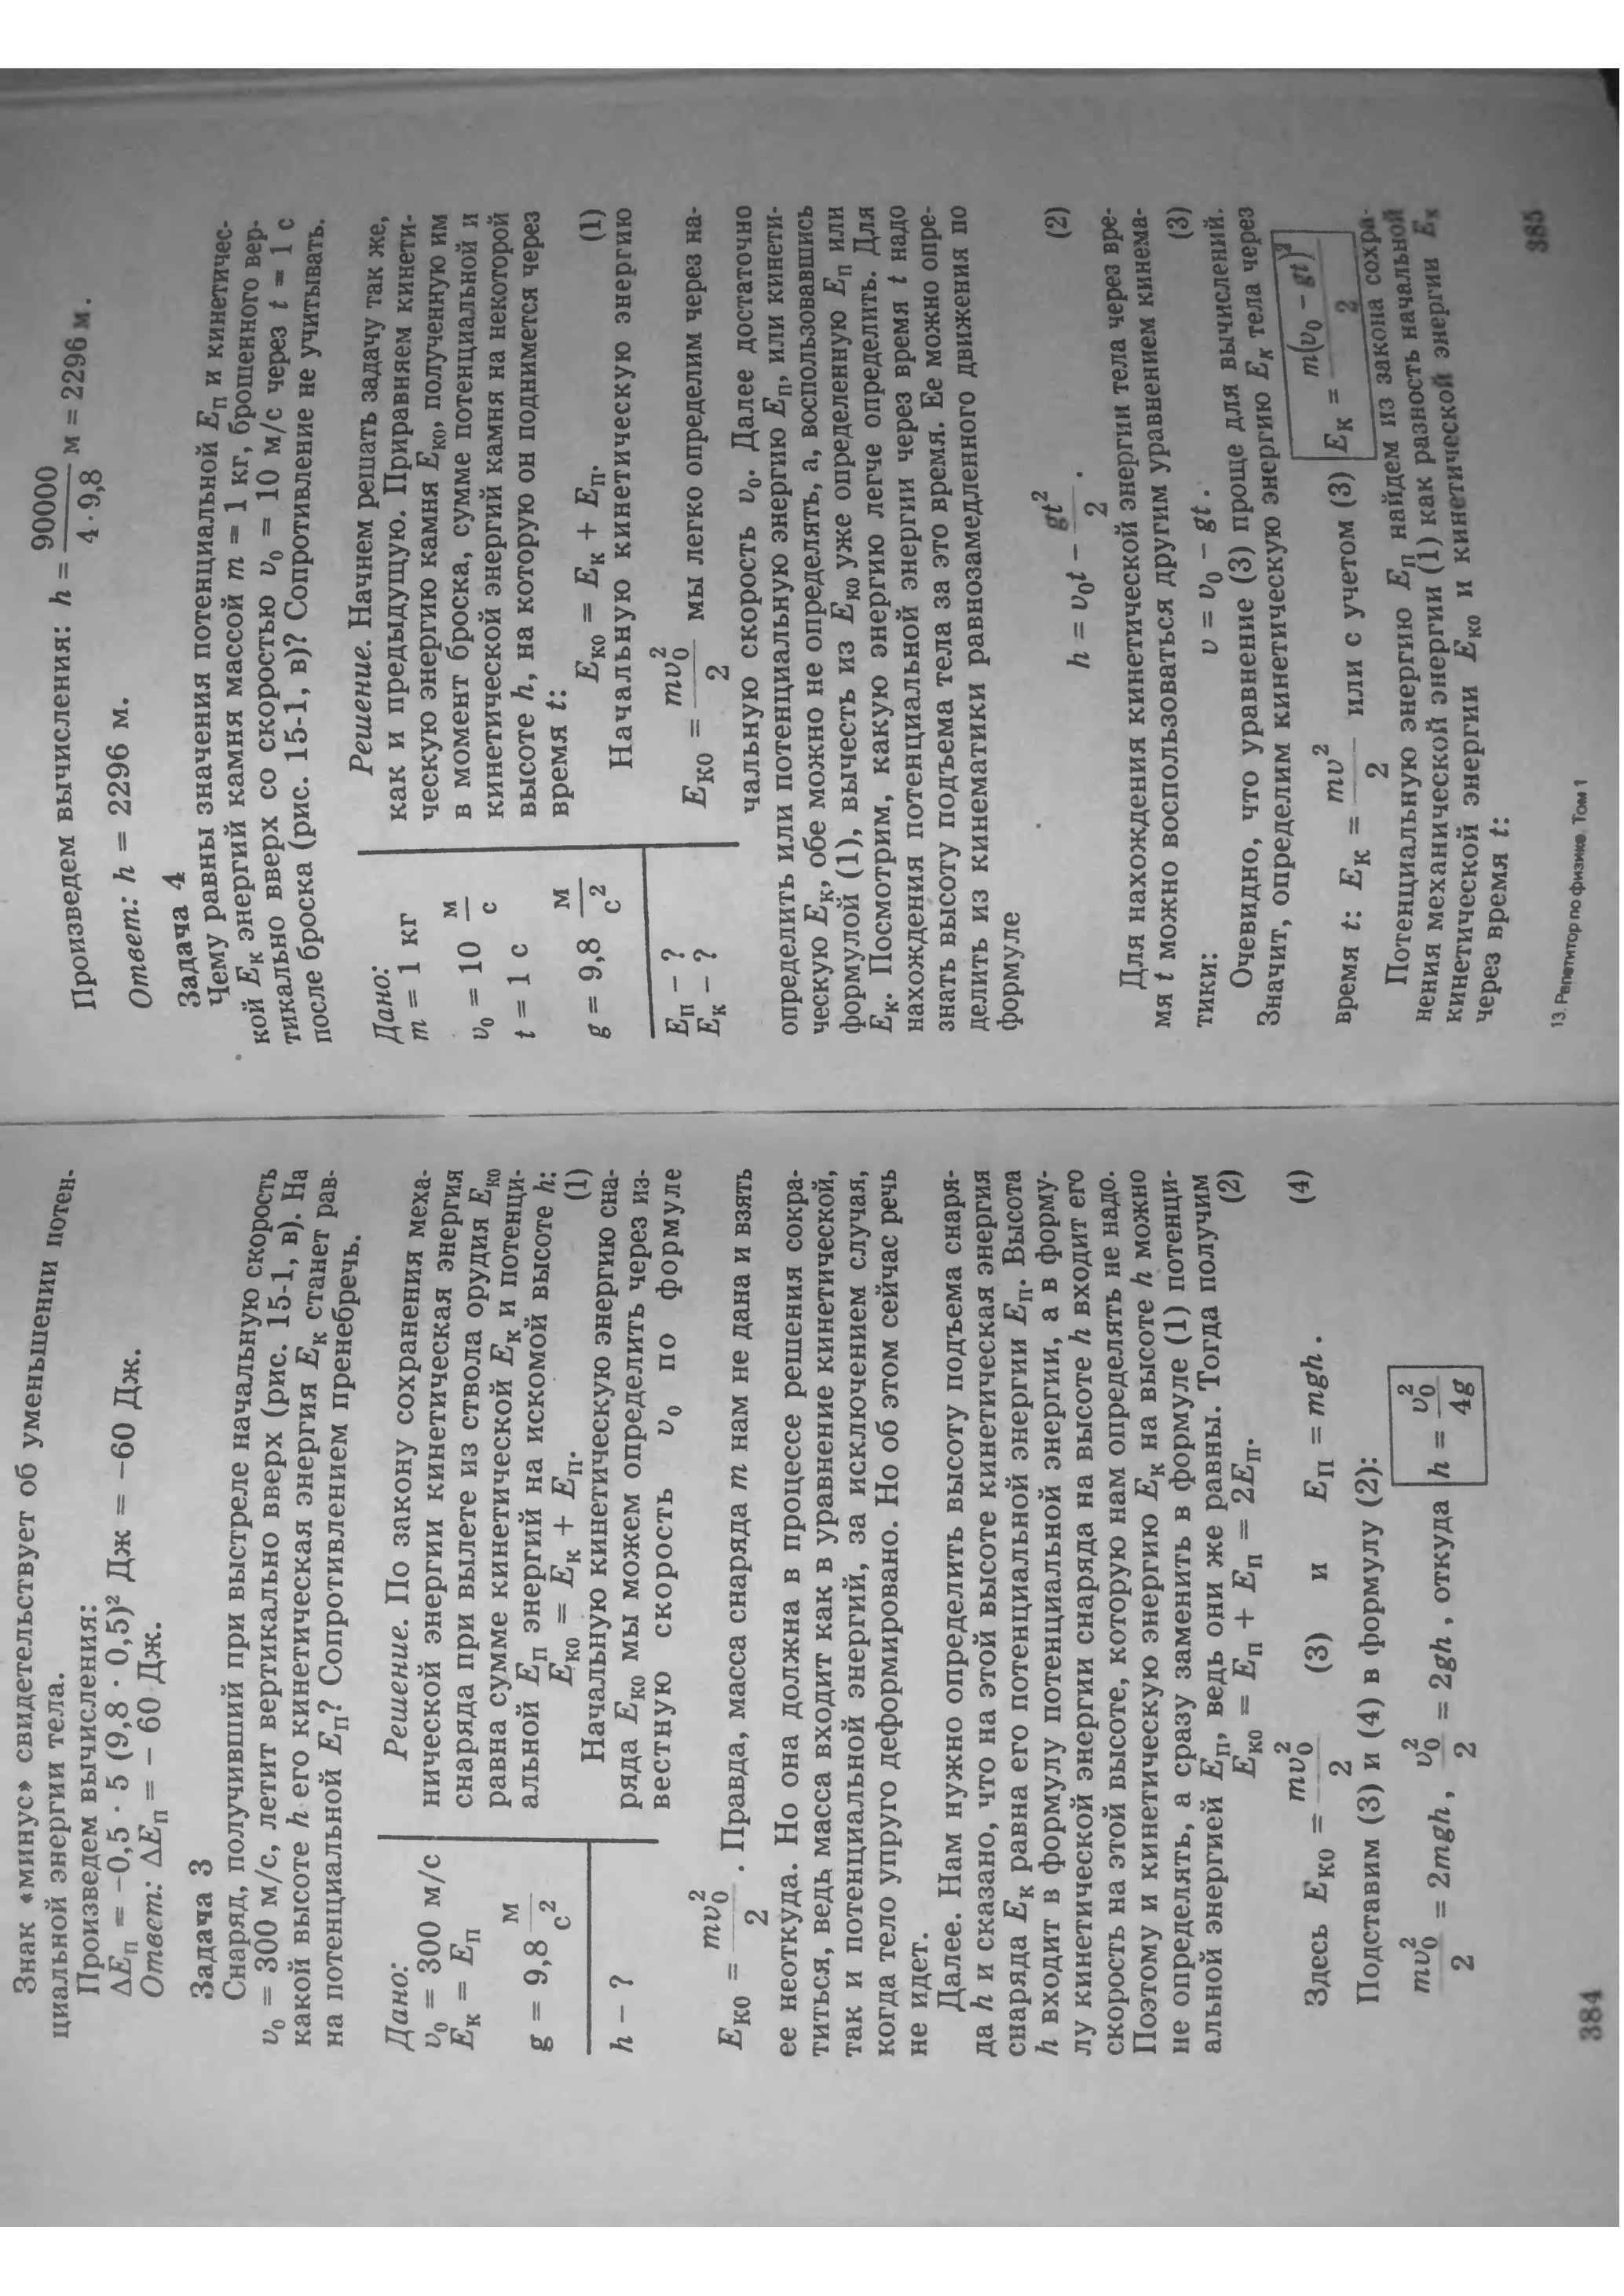 Знак «минус» свидетельствует об уменьшении потен-
циальной энергии тела.
Произведем вычисления:
ΔEп = −0,5 · 5 (9,8 · 0,5)² Дж = −60 Дж.
Ответ: ΔEп = − 60 Дж.
Задача 3
Снаряд, получивший при выстреле начальную скорость
v₀ = 300 м/с, летит вертикально вверх (рис. 15-1, в). На
какой высоте h его кинетическая энергия Eк станет рав-
на потенциальной Eп? Сопротивлением пренебречь.
Дано:
v₀ = 300 м/с
Eк = Eп
g = 9,8 м/с²
h − ?
Решение. По закону сохранения меха-
нической энергии кинетическая энергия
снаряда при вылете из ствола орудия Eко
равна сумме кинетической Eк и потенци-
альной Eп энергий на искомой высоте h:
Eко = Eк + Eп. (1)
Начальную кинетическую энергию сна-
ряда Eко мы можем определить через из-
вестную скорость v₀ по формуле
Eко = mv₀²/2 . Правда, масса снаряда m нам не дана и взять
ее неоткуда. Но она должна в процессе решения сокра-
титься, ведь масса входит как в уравнение кинетической,
так и потенциальной энергий, за исключением случая,
когда тело упруго деформировано. Но об этом сейчас речь
не идет.
Далее. Нам нужно определить высоту подъема снаря-
да h и сказано, что на этой высоте кинетическая энергия
снаряда Eк равна его потенциальной энергии Eп. Высота
h входит в формулу потенциальной энергии, а в форму-
лу кинетической энергии снаряда на высоте h входит его
скорость на этой высоте, которую нам определять не надо.
Поэтому и кинетическую энергию Eк на высоте h можно
не определять, а сразу заменить в формуле (1) потенци-
альной энергией Eп, ведь они же равны. Тогда получим
Eко = Eп + Eп = 2Eп. (2)
Здесь Eко = mv₀²/2 (3) и Eп = mgh . (4)
Подставим (3) и (4) в формулу (2):
mv₀²/2 = 2mgh , v₀²/2 = 2gh , откуда h = v₀²/4g
384
Произведем вычисления: h = 90000/4 · 9,8 м = 2296 м.
Ответ: h = 2296 м.
Задача 4
Чему равны значения потенциальной Eп и кинетичес-
кой Eк энергий камня массой m = 1 кг, брошенного вер-
тикально вверх со скоростью v₀ = 10 м/с через t = 1 с
после броска (рис. 15-1, в)? Сопротивление не учитывать.
Дано:
m = 1 кг
v₀ = 10 м/с
t = 1 с
g = 9,8 м/с²
Eп − ?
Eк − ?
Решение. Начнем решать задачу так же,
как и предыдущую. Приравняем кинети-
ческую энергию камня Eко, полученную им
в момент броска, сумме потенциальной и
кинетической энергий камня на некоторой
высоте h, на которую он поднимется через
время t:
Eко = Eк + Eп. (1)
Начальную кинетическую энергию
Eко = mv₀²/2 мы легко определим через на-
чальную скорость v₀. Далее достаточно
определить или потенциальную энергию Eп, или кинети-
ческую Eк, обе можно не определять, а, воспользовавшись
формулой (1), вычесть из Eко уже определенную Eп или
Eк. Посмотрим, какую энергию легче определить. Для
нахождения потенциальной энергии через время t надо
знать высоту подъема тела за это время. Ее можно опре-
делить из кинематики равнозамедленного движения по
формуле
h = v₀t − gt²/2 . (2)
Для нахождения кинетической энергии тела через вре-
мя t можно воспользоваться другим уравнением кинема-
тики: v = v₀ − gt . (3)
Очевидно, что уравнение (3) проще для вычислений.
Значит, определим кинетическую энергию Eк тела через
время t: Eк = mv²/2 или с учетом (3) Eк = m(v₀ − gt)²/2
Потенциальную энергию Eп найдем из закона сохра-
нения механической энергии (1) как разность начальной
кинетической энергии Eко и кинетической энергии Eк
через время t:
13. Репетитор по физике. Том 1
385